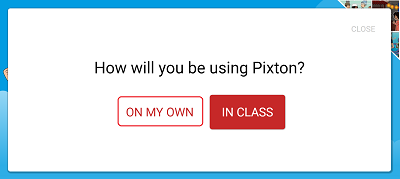 CLOSE
How will you be using Pixton?
ON MY OWN
IN CLASS